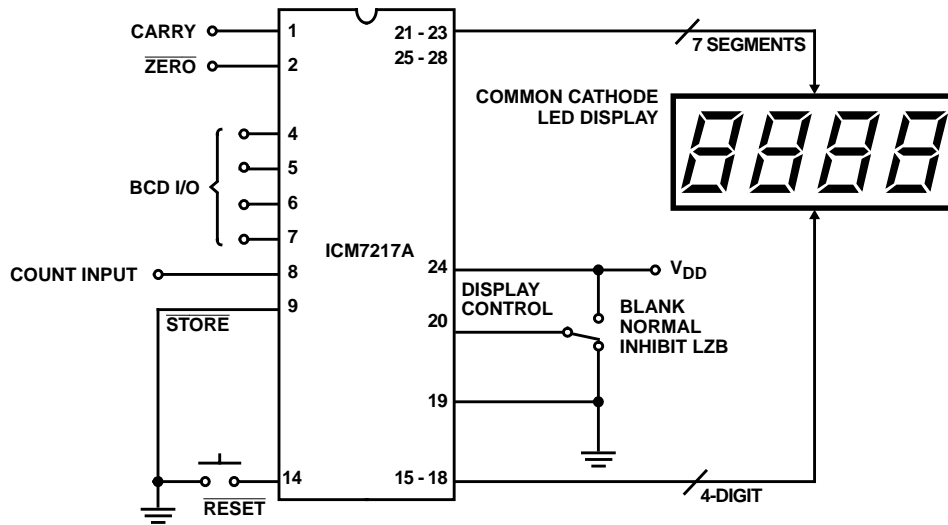 CARRY
1
ZERO
2
4
5
BCD I/O
6
7
COUNT INPUT
8
9
STORE
14
RESET
ICM7217A
21 - 23
25 - 28
7 SEGMENTS
COMMON CATHODE
LED DISPLAY
8888
24
VDD
DISPLAY
CONTROL
20
BLANK
NORMAL
INHIBIT LZB
19
15 - 18
4-DIGIT